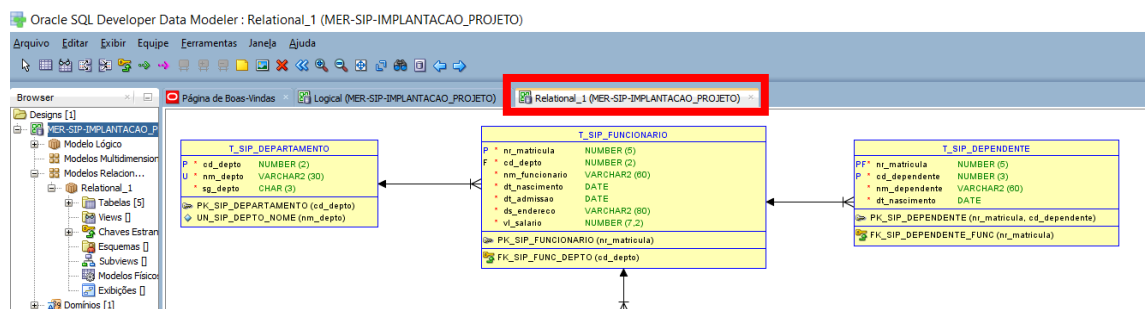 Oracle SQL Developer Data Modeler : Relational_1 (MER-SIP-IMPLANTACAO_PROJETO)
Arquivo Editar Exibir Equipe Ferramentas Janela Ajuda
Browser
Página de Boas-Vindas
Logical (MER-SIP-IMPLANTACAO_PROJETO)
Relational_1 (MER-SIP-IMPLANTACAO_PROJETO)
Designs [1]
MER-SIP-IMPLANTACAO_P
Modelo Lógico
Modelos Multidimension
Modelos Relacion...
Relational_1
Tabelas [5]
Views []
Chaves Estran
Esquemas []
Subviews []
Modelos Físico
Exibições []
Domínios [1]
T_SIP_DEPARTAMENTO
P * cd_depto NUMBER (2)
U * nm_depto VARCHAR2 (30)
* sg_depto CHAR (3)
PK_SIP_DEPARTAMENTO (cd_depto)
UN_SIP_DEPTO_NOME (nm_depto)
T_SIP_FUNCIONARIO
P * nr_matricula NUMBER (5)
F * cd_depto NUMBER (2)
* nm_funcionario VARCHAR2 (60)
* dt_nascimento DATE
* dt_admissao DATE
* ds_endereco VARCHAR2 (80)
* vl_salario NUMBER (7,2)
PK_SIP_FUNCIONARIO (nr_matricula)
FK_SIP_FUNC_DEPTO (cd_depto)
T_SIP_DEPENDENTE
PF* nr_matricula NUMBER (5)
P * cd_dependente NUMBER (3)
* nm_dependente VARCHAR2 (60)
* dt_nascimento DATE
PK_SIP_DEPENDENTE (nr_matricula, cd_dependente)
FK_SIP_DEPENDENTE_FUNC (nr_matricula)